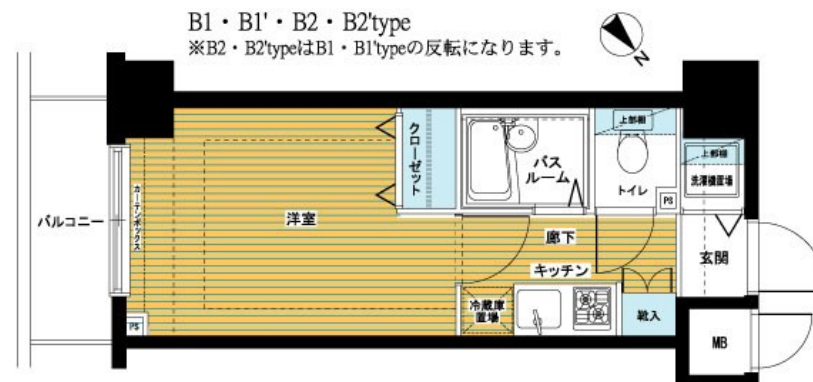 B1・B1'・B2・B2'type
※B2・B2'typeはB1・B1'typeの反転になります。
N
バルコニー
カーテンボックス
洋室
クローゼット
バス
ルーム
上部棚
トイレ
PS
上部棚
洗濯機置場
廊下
キッチン
玄関
冷蔵庫
置場
靴入
PS
MB